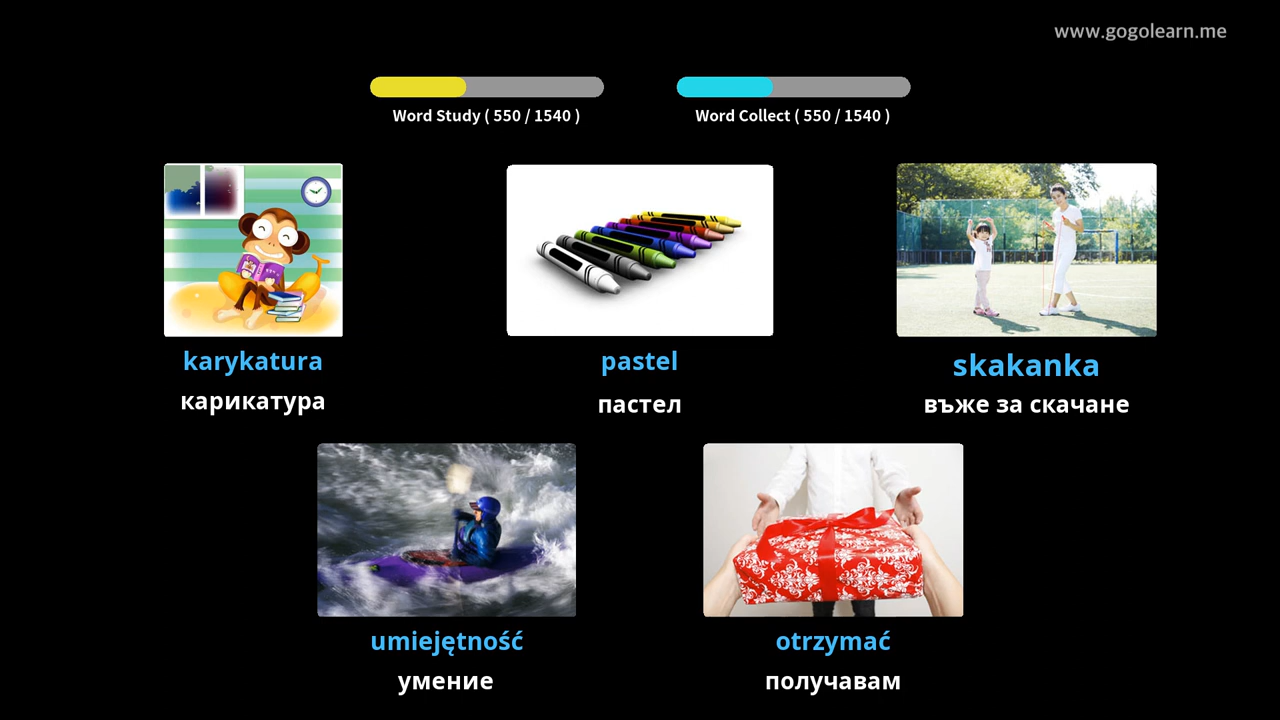 www.gogolearn.me
Word Study ( 550 / 1540 )
Word Collect ( 550 / 1540 )
karykatura
карикатура
pastel
пастел
skakanka
въже за скачане
umiejętność
умение
otrzymać
получавам